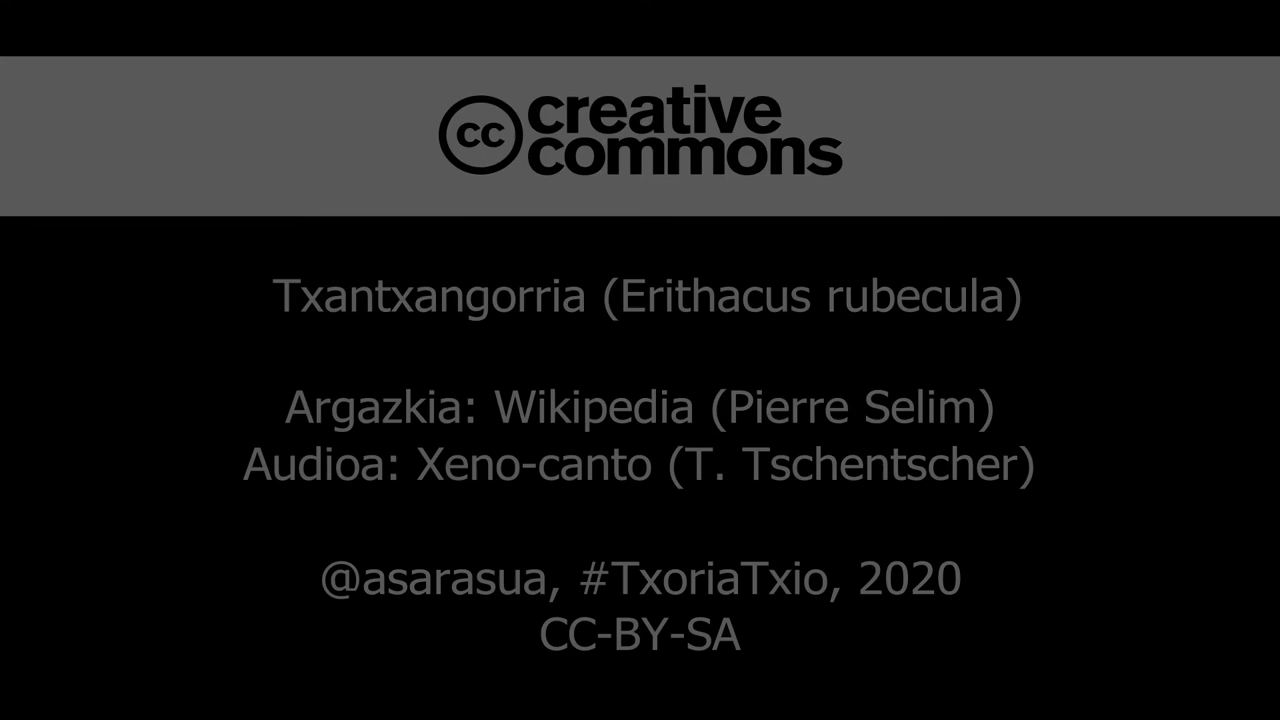 cc creative
commons
Txantxangorria (Erithacus rubecula)
Argazkia: Wikipedia (Pierre Selim)
Audioa: Xeno-canto (T. Tschentscher)
@asarasua, #TxoriaTxio, 2020
CC-BY-SA